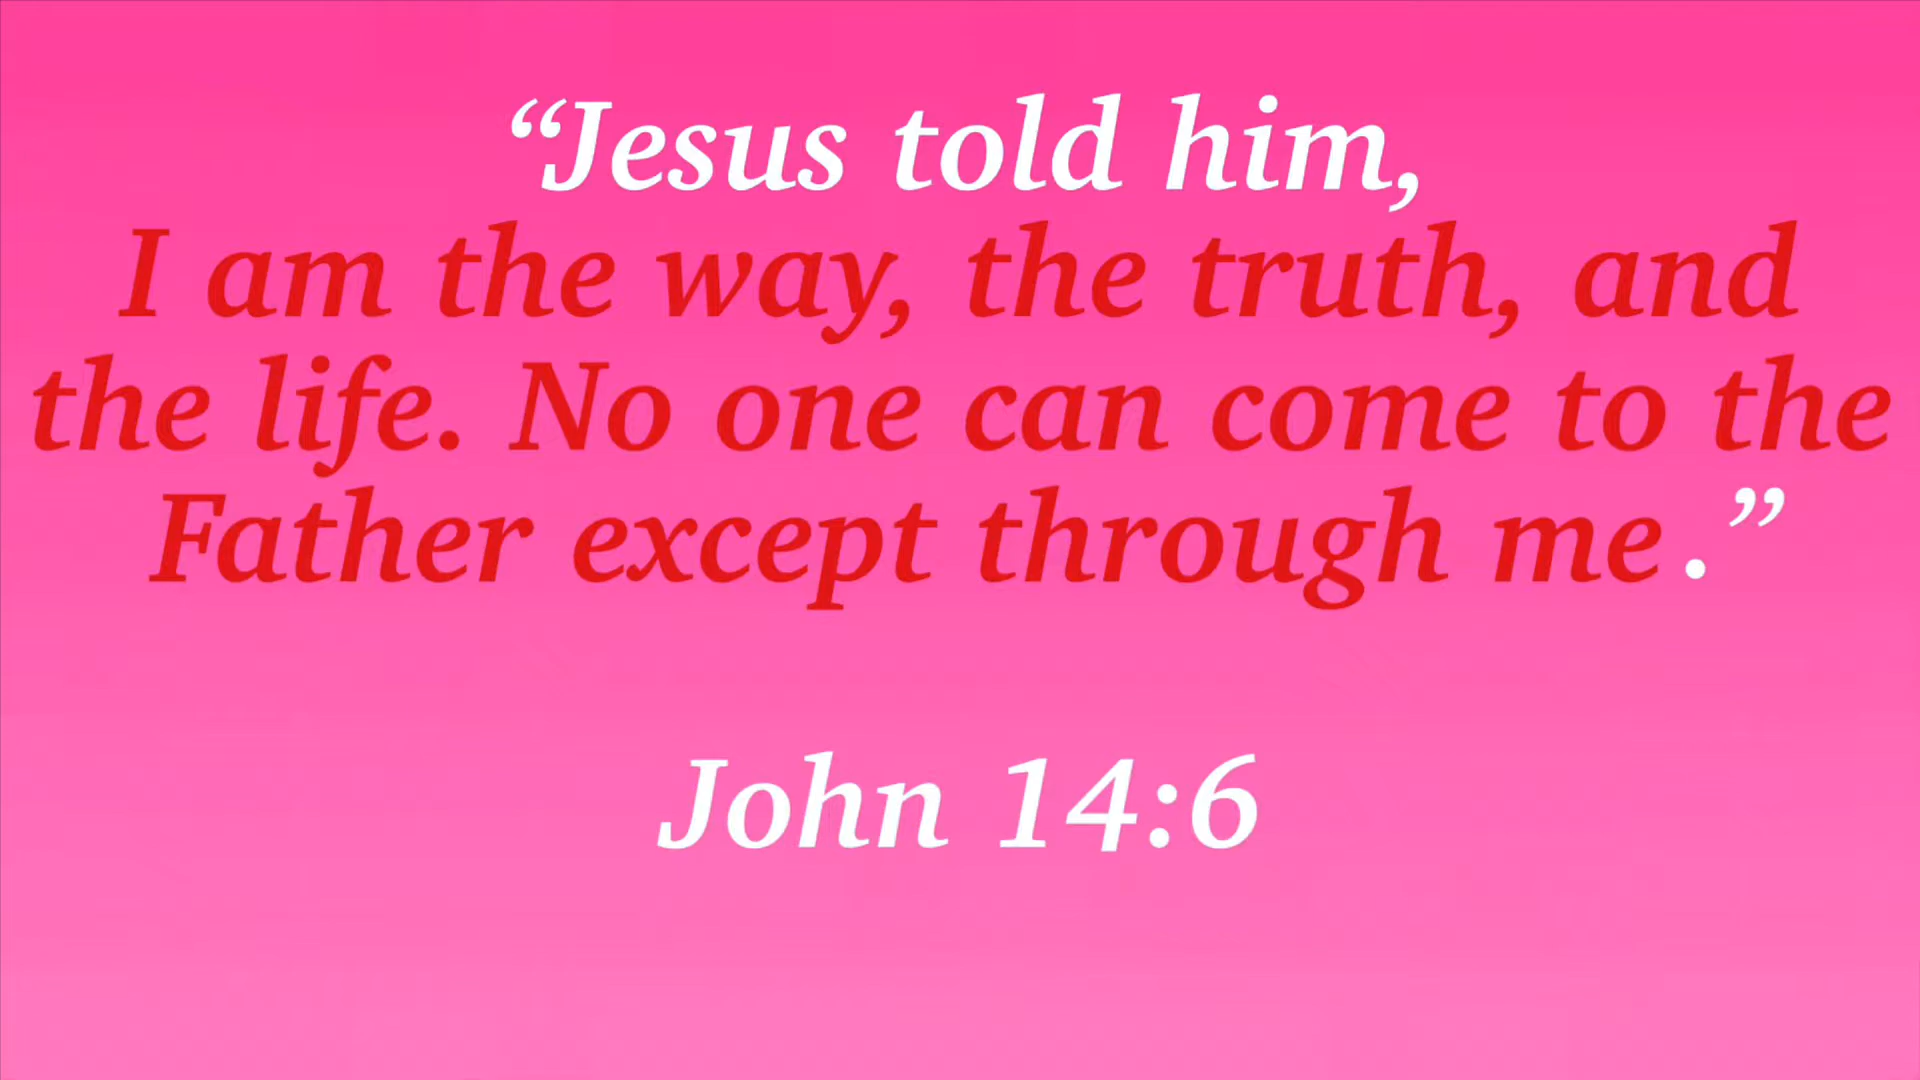 “Jesus told him,
I am the way, the truth, and
the life. No one can come to the
Father except through me.”
John 14:6